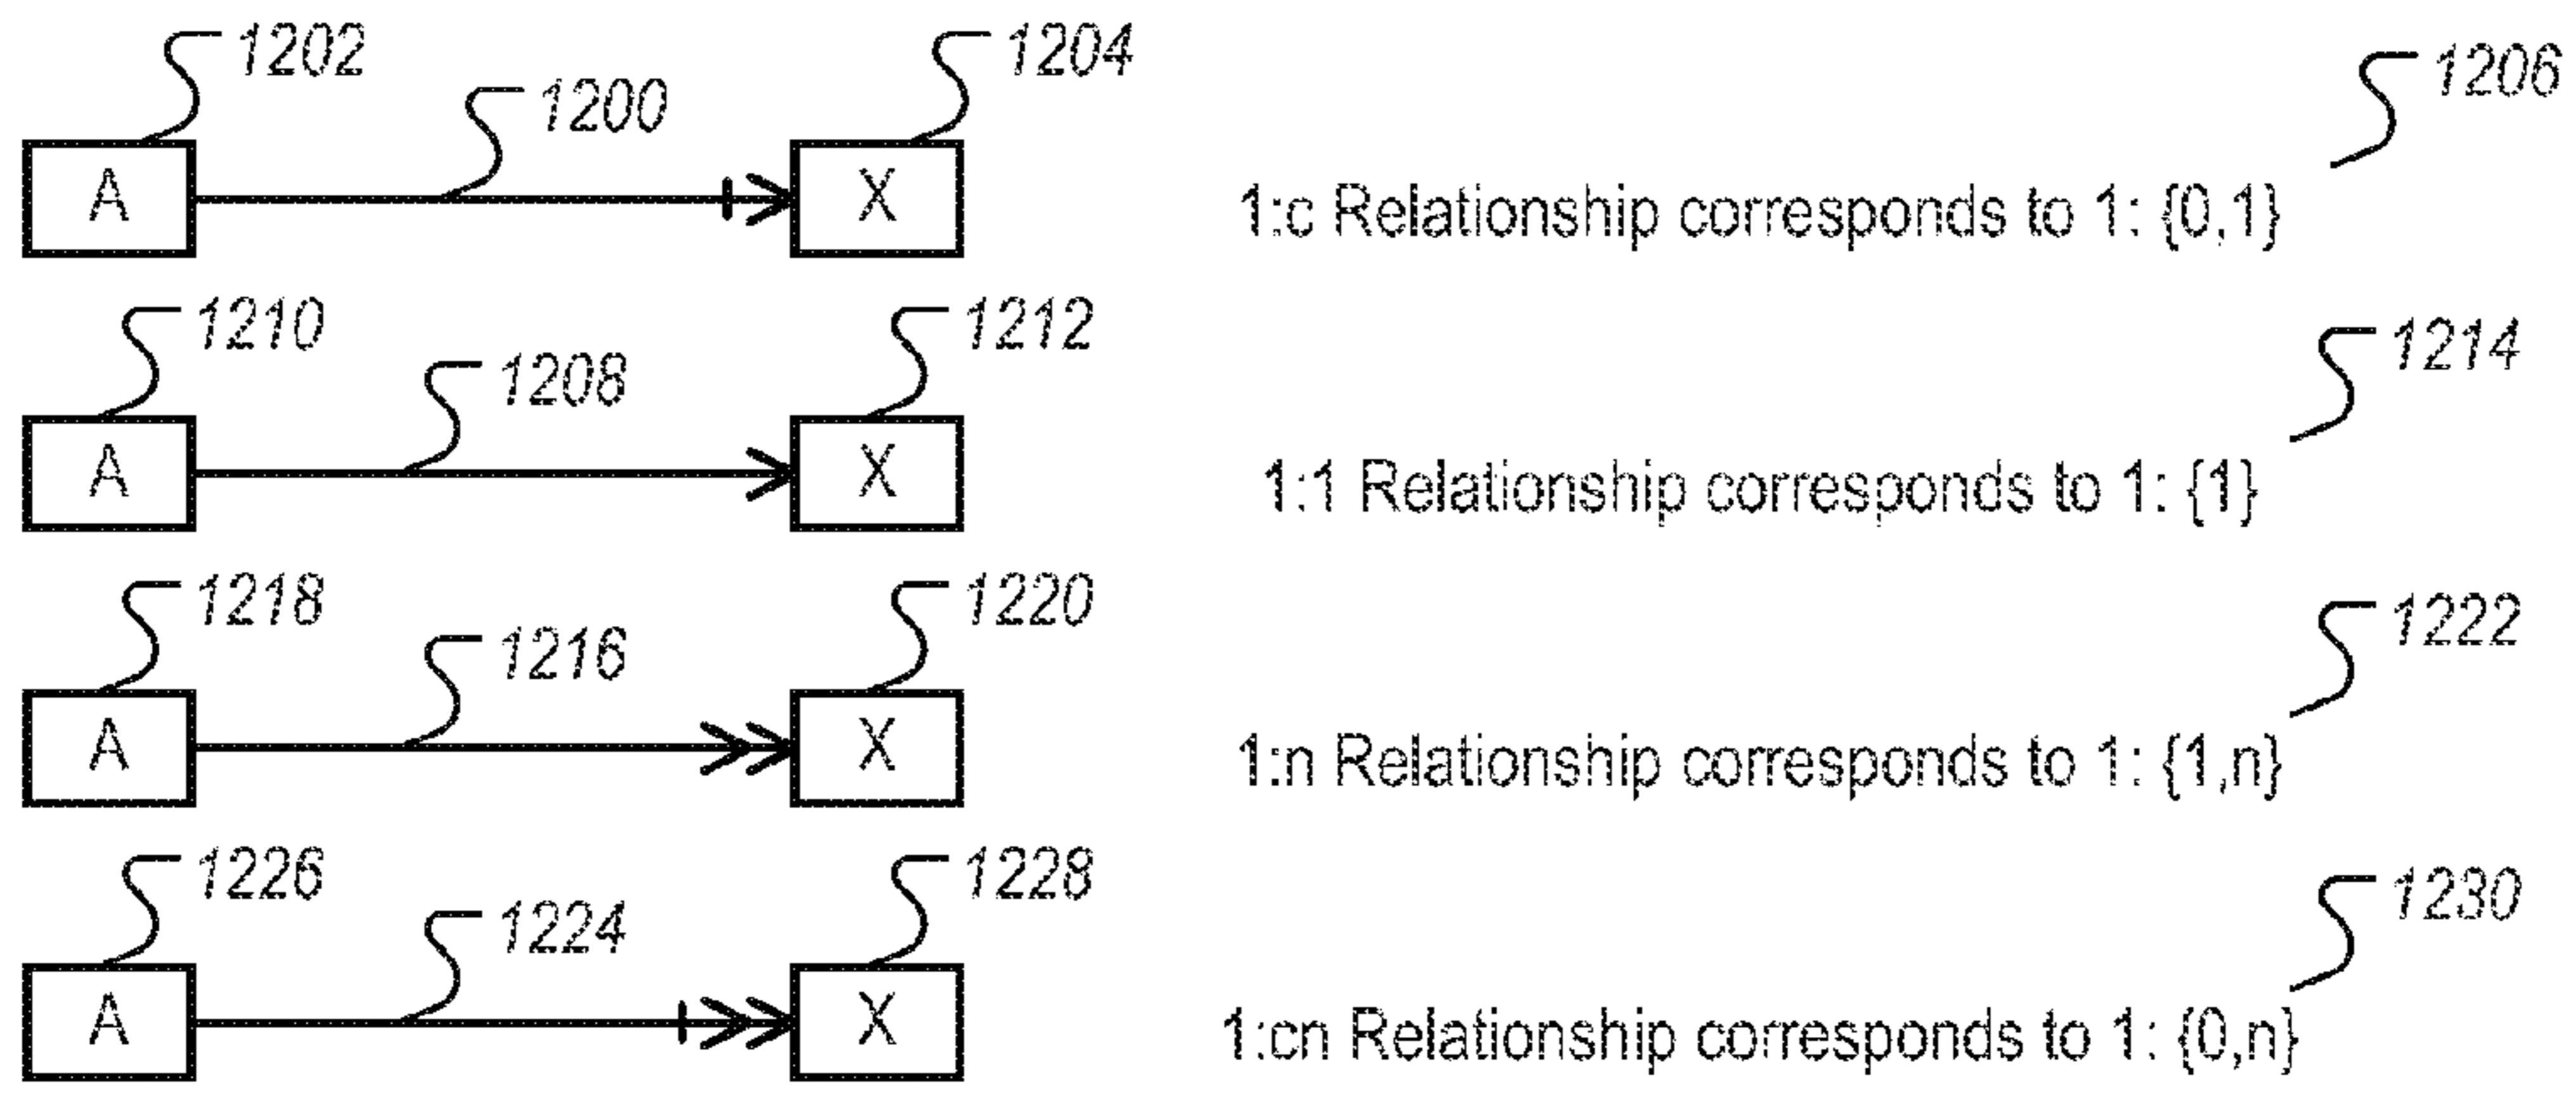 1202 1204
1200 1206
A X
1:c Relationship corresponds to 1: {0,1}
1210 1212
1208 1214
A X
1:1 Relationship corresponds to 1: {1}
1218 1220
1216 1222
A X
1:n Relationship corresponds to 1: {1,n}
1226 1228
1224 1230
A X
1:cn Relationship corresponds to 1: {0,n}